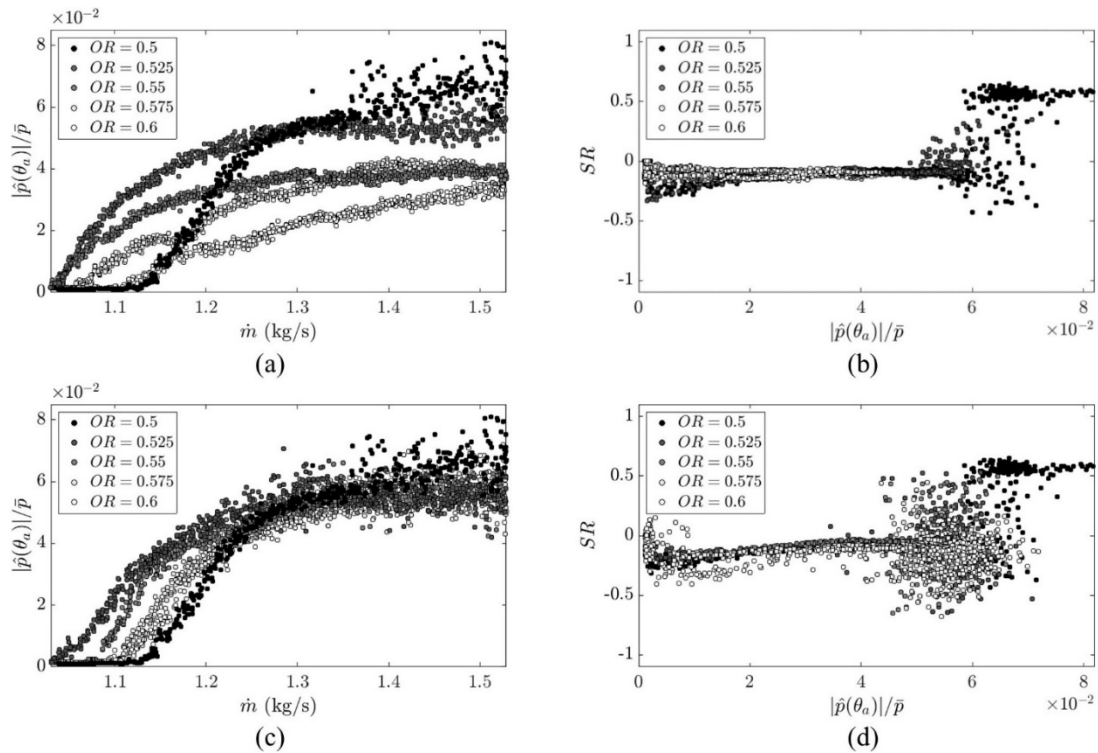 ×10⁻²
8
6
4
2
0
|p̂(θₐ)|/p̄
OR = 0.5
OR = 0.525
OR = 0.55
OR = 0.575
OR = 0.6
1.1 1.2 1.3 1.4 1.5
ṁ (kg/s)
(a)
1
0.5
0
-0.5
-1
SR
OR = 0.5
OR = 0.525
OR = 0.55
OR = 0.575
OR = 0.6
0 2 4 6 8
|p̂(θₐ)|/p̄
×10⁻²
(b)
×10⁻²
8
6
4
2
0
|p̂(θₐ)|/p̄
OR = 0.5
OR = 0.525
OR = 0.55
OR = 0.575
OR = 0.6
1.1 1.2 1.3 1.4 1.5
ṁ (kg/s)
(c)
1
0.5
0
-0.5
-1
SR
OR = 0.5
OR = 0.525
OR = 0.55
OR = 0.575
OR = 0.6
0 2 4 6 8
|p̂(θₐ)|/p̄
×10⁻²
(d)